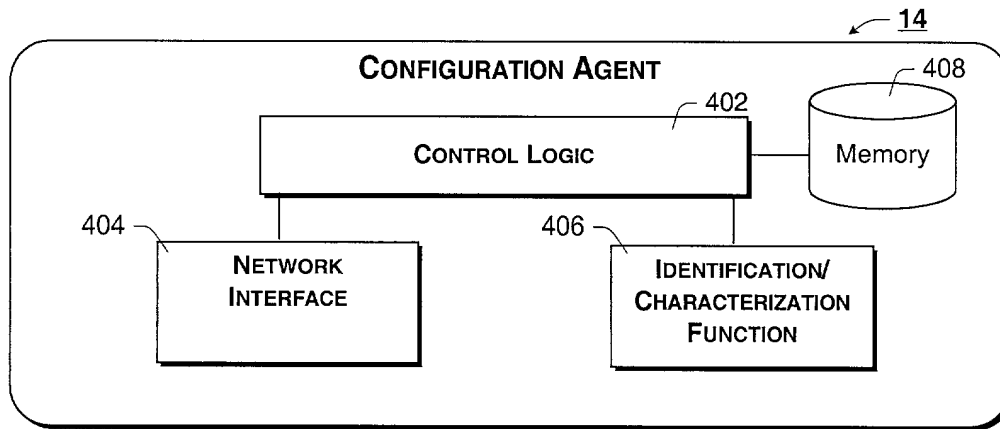 14
CONFIGURATION AGENT
408
402
CONTROL LOGIC
Memory
404
NETWORK
INTERFACE
406
IDENTIFICATION/
CHARACTERIZATION
FUNCTION